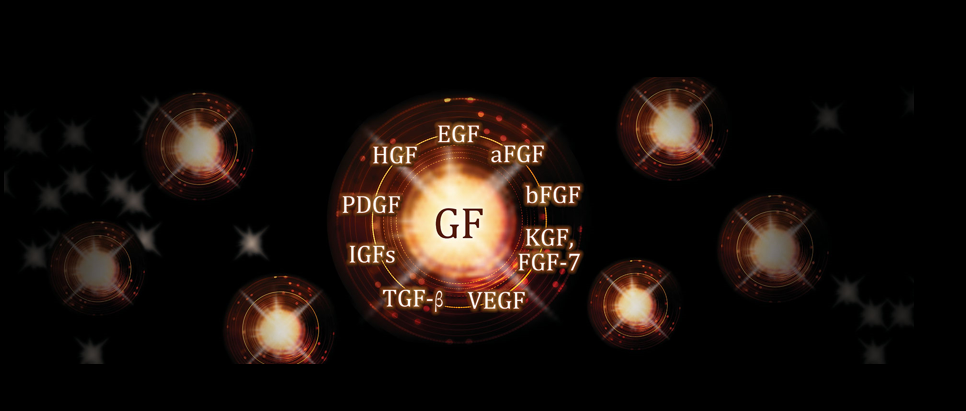 EGF
HGF
aFGF
PDGF
bFGF
GF
KGF,
FGF-7
IGFs
TGF-β
VEGF